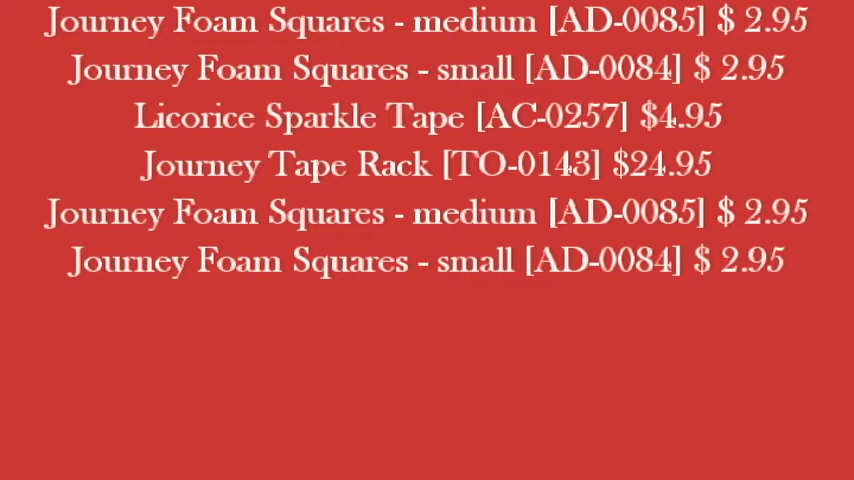 Journey Foam Squares - medium [AD-0085] $ 2.95
Journey Foam Squares - small [AD-0084] $ 2.95
Licorice Sparkle Tape [AC-0257] $4.95
Journey Tape Rack [TO-0143] $24.95
Journey Foam Squares - medium [AD-0085] $ 2.95
Journey Foam Squares - small [AD-0084] $ 2.95